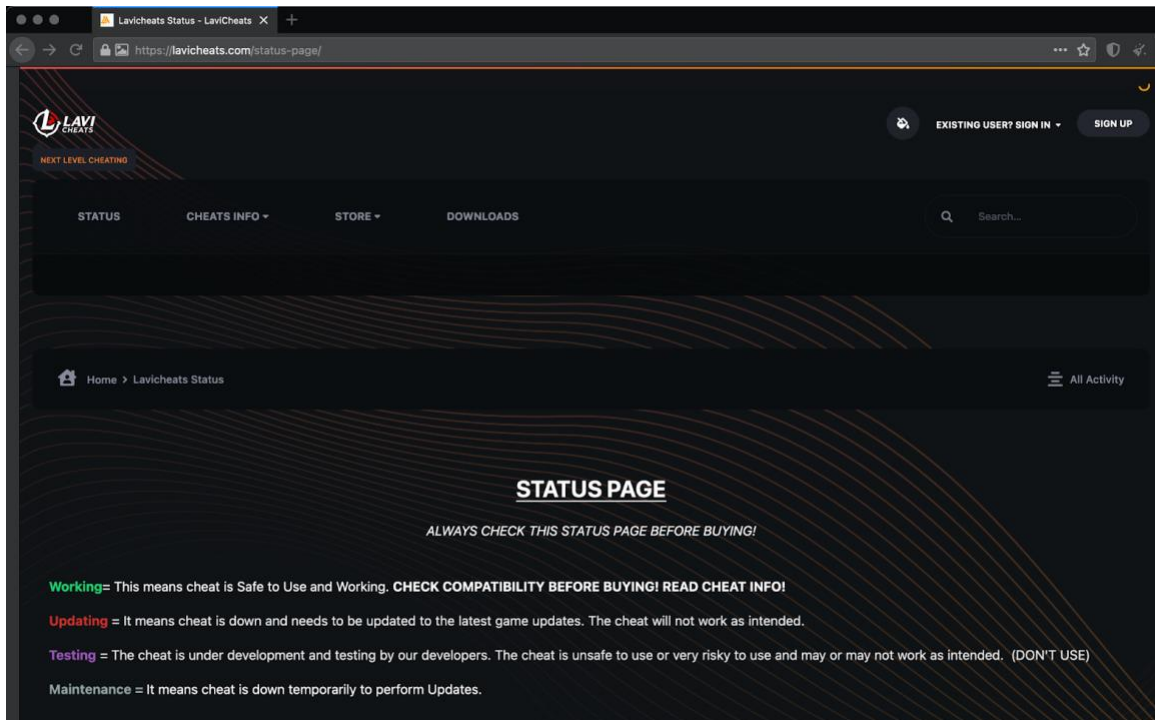 Lavicheats Status - LaviCheats
https://lavicheats.com/status-page/
LAVI
CHEATS
NEXT LEVEL CHEATING
EXISTING USER? SIGN IN
SIGN UP
STATUS
CHEATS INFO
STORE
DOWNLOADS
Search...
Home > Lavicheats Status
All Activity
STATUS PAGE
ALWAYS CHECK THIS STATUS PAGE BEFORE BUYING!
Working= This means cheat is Safe to Use and Working. CHECK COMPATIBILITY BEFORE BUYING! READ CHEAT INFO!
Updating = It means cheat is down and needs to be updated to the latest game updates. The cheat will not work as intended.
Testing = The cheat is under development and testing by our developers. The cheat is unsafe to use or very risky to use and may or may not work as intended. (DON'T USE)
Maintenance = It means cheat is down temporarily to perform Updates.